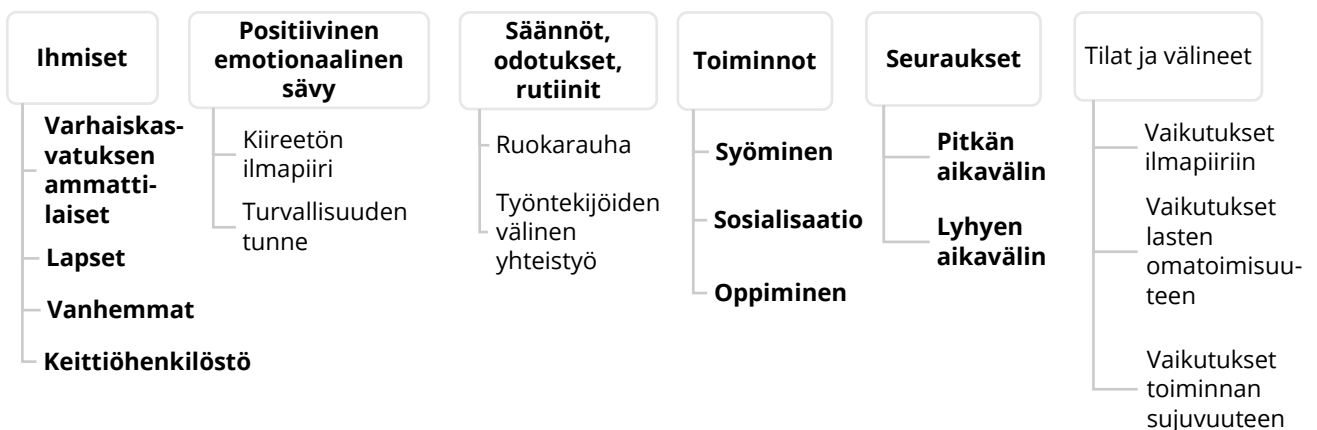 Ihmiset
Varhaiskas-
vatuksen
ammatti-
laiset
Lapset
Vanhemmat
Keittiöhenkilöstö
Positiivinen
emotionaalinen
sävy
Kiireetön
ilmapiiri
Turvallisuuden
tunne
Säännöt,
odotukset,
rutiinit
Ruokarauha
Työntekijöiden
välinen
yhteistyö
Toiminnot
Syöminen
Sosialisaatio
Oppiminen
Seuraukset
Pitkän
aikavälin
Lyhyen
aikavälin
Tilat ja välineet
Vaikutukset
ilmapiiriin
Vaikutukset
lasten
omatoimisuu-
teen
Vaikutukset
toiminnan
sujuvuuteen